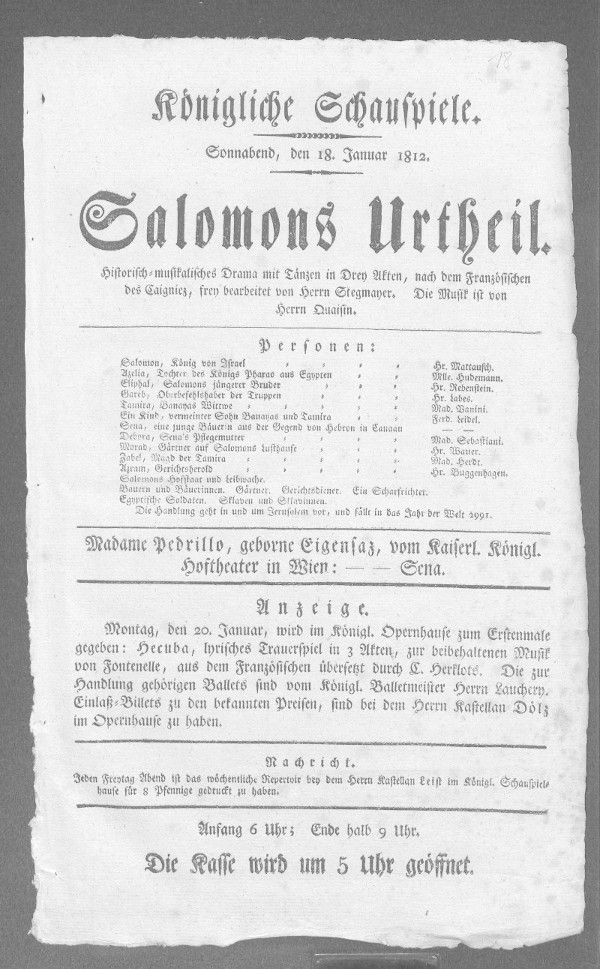 18
Königliche Schauspiele.
Sonnabend, den 18. Januar 1812.
Salomons Urtheil.
Historisch-musikalisches Drama mit Tänzen in Drey Akten, nach dem Französischen
des Caigniez, frey bearbeitet von Herrn Stegmayer. Die Musik ist von
Herrn Quaisin.
Personen:
Salomon, König von Israel " " " " Hr. Mattausch.
Azelia, Tochter des Königs Pharao aus Egypten " " " Mlle. Hudemann.
Eliphal, Salomons jüngerer Bruder " " " Hr. Rebenstein.
Gareb, Oberbefehlshaber der Truppen " " " Hr. Labes.
Tamira, Banayas Wittwe " " " " " Mad. Vanini.
Ein Kind, vermeinter Sohn Banayas und Tamira " " Ferd. Leidel.
Sena, eine junge Bäuerin aus der Gegend von Hebron in Canaan — —
Debora, Sena's Pflegemutter " " " " Mad. Sebastiani.
Morad, Gärtner auf Salomons Lusthause " " " Hr. Wauer.
Zabel, Magd der Tamira " " " " Mad. Herdt.
Azram, Gerichtsherold " " " " Hr. Buggenhagen.
Salomons Hofstaat und Leibwache.
Bauern und Bäuerinnen. Gärtner. Gerichtsdiener. Ein Scharfrichter.
Egyptische Soldaten. Sklaven und Sklavinnen.
Die Handlung geht in und um Jerusalem vor, und fällt in das Jahr der Welt 2991.
Madame Pedrillo, geborne Eigensaz, vom Kaiserl. Königl.
Hoftheater in Wien: — — Sena.
Anzeige.
Montag, den 20. Januar, wird im Königl. Opernhause zum Erstenmale
gegeben: Hecuba, lyrisches Trauerspiel in 3 Akten, zur beibehaltenen Musik
von Fontenelle, aus dem Französischen übersetzt durch C. Herklots. Die zur
Handlung gehörigen Ballets sind vom Königl. Balletmeister Herrn Lauchery.
Einlaß-Billets zu den bekannten Preisen, sind bei dem Herrn Kastellan Dölz
im Opernhause zu haben.
Nachricht.
Jeden Freytag Abend ist das wöchentliche Repertoir bey dem Herrn Kastellan Leist im Königl. Schauspiel-
hause für 8 Pfennige gedruckt zu haben.
Anfang 6 Uhr; Ende halb 9 Uhr.
Die Kasse wird um 5 Uhr geöffnet.